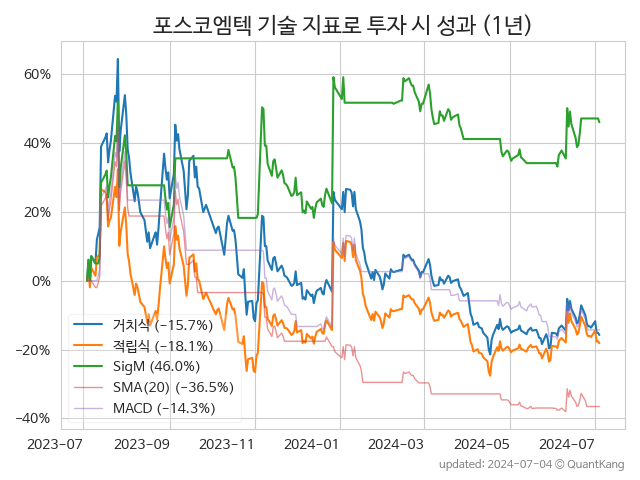 포스코엠텍 기술 지표로 투자 시 성과 (1년)
60%
40%
20%
0%
−20%
−40%
거치식 (−15.7%)
적립식 (−18.1%)
SigM (46.0%)
SMA(20) (−36.5%)
MACD (−14.3%)
2023-07 2023-09 2023-11 2024-01 2024-03 2024-05 2024-07
updated: 2024-07-04 © QuantKang